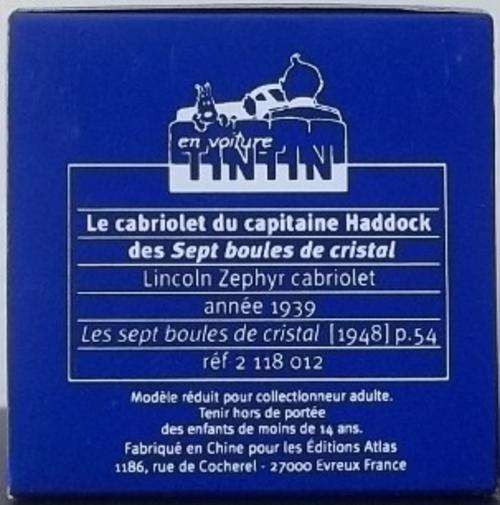 en voiture
TINTIN
Le cabriolet du capitaine Haddock
des Sept boules de cristal
Lincoln Zephyr cabriolet
année 1939
Les sept boules de cristal [1948] p.54
réf 2 118 012
Modèle réduit pour collectionneur adulte.
Tenir hors de portée
des enfants de moins de 14 ans.
Fabriqué en Chine pour les Éditions Atlas
1186, rue de Cocherel - 27000 Evreux France